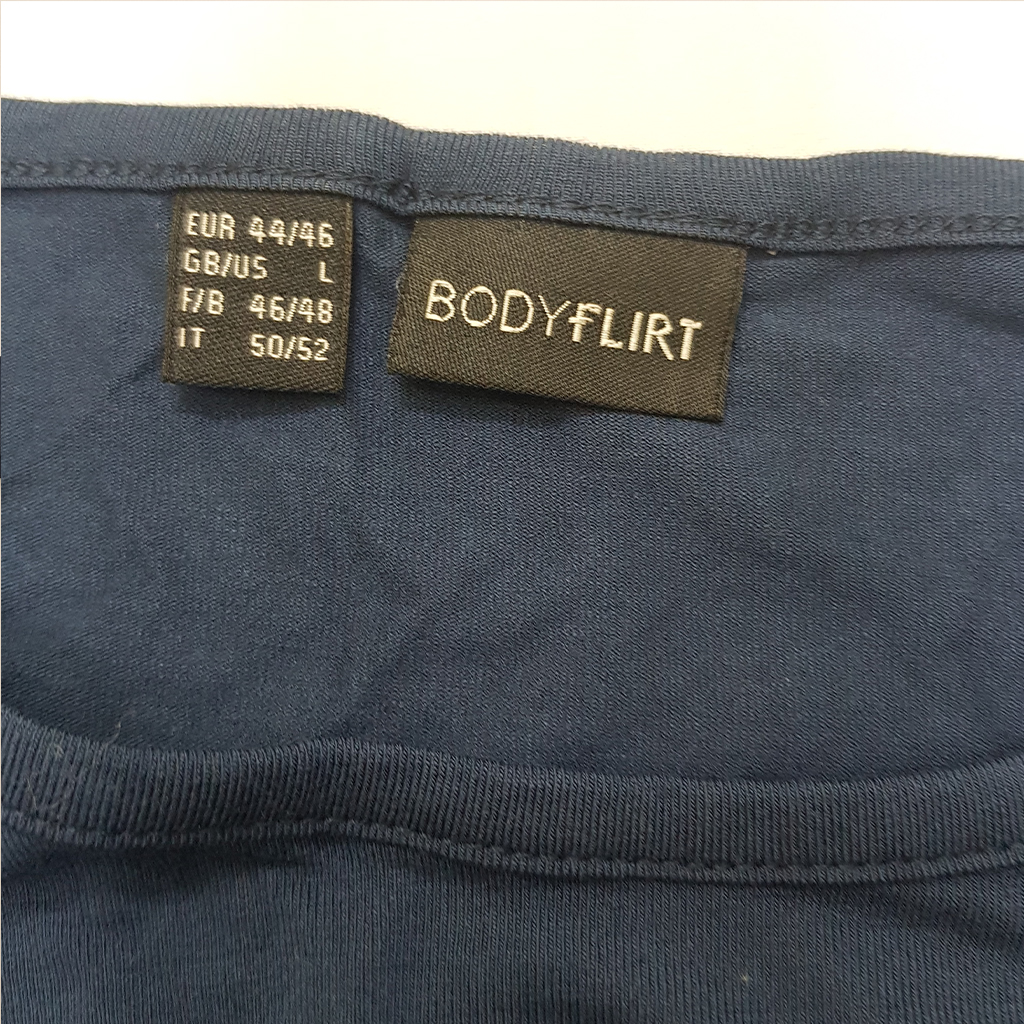 EUR 44/46
GB/US L
F/B 46/48
IT 50/52
BODYFLIRT